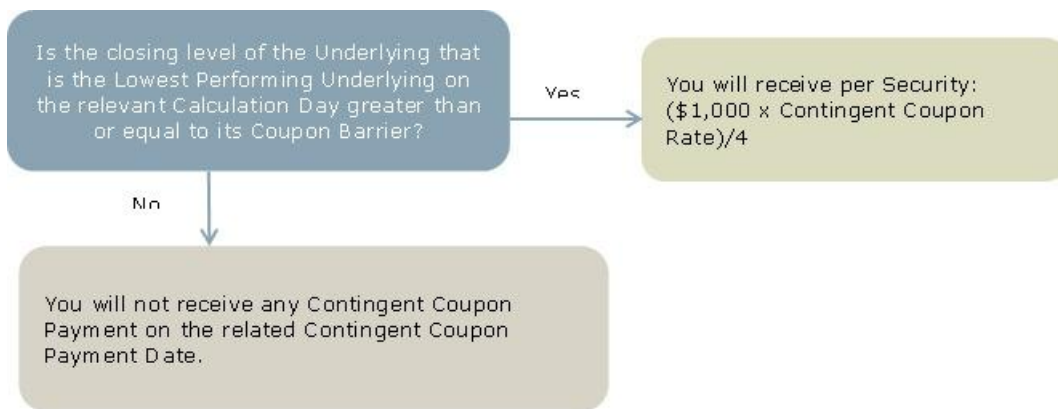 Is the closing level of the Underlying that
is the Lowest Performing Underlying on
the relevant Calculation Day greater than
or equal to its Coupon Barrier?
Yes
You will receive per Security:
($1,000 x Contingent Coupon
Rate)/4
No
You will not receive any Contingent Coupon
Payment on the related Contingent Coupon
Payment Date.